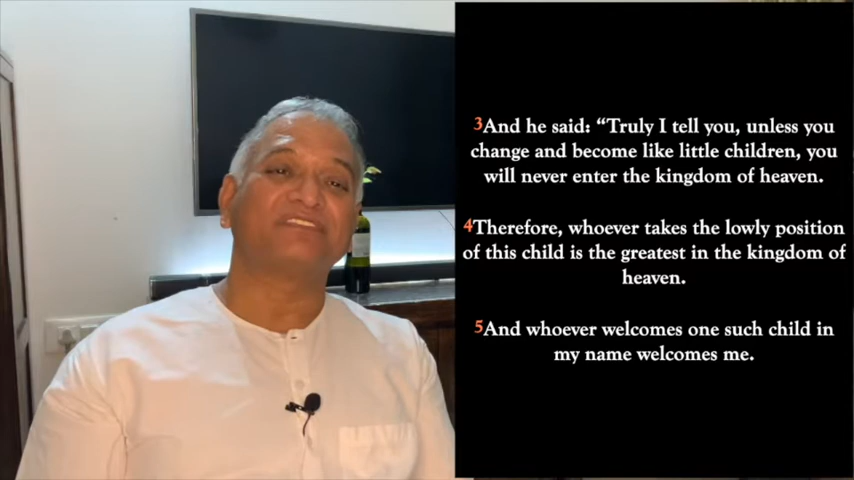 3And he said: “Truly I tell you, unless you
change and become like little children, you
will never enter the kingdom of heaven.
4Therefore, whoever takes the lowly position
of this child is the greatest in the kingdom of
heaven.
5And whoever welcomes one such child in
my name welcomes me.